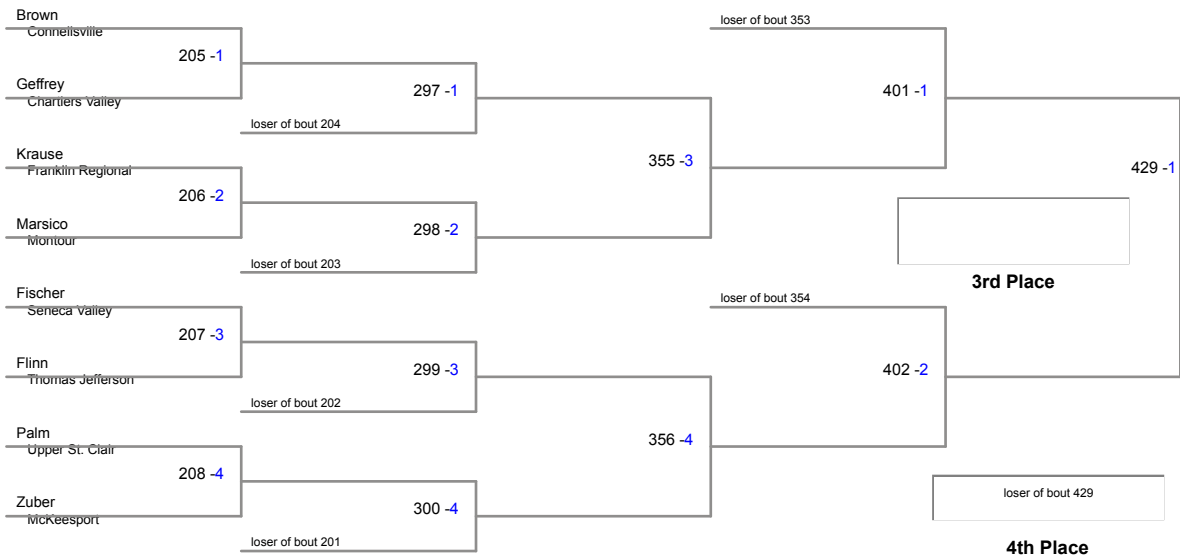 Brown
Connellsville
205 -1
Geffrey
Chartiers Valley
297 -1
loser of bout 204
Krause
Franklin Regional
206 -2
Marsico
Montour
298 -2
loser of bout 203
355 -3
loser of bout 353
401 -1
429 -1
3rd Place
Fischer
Seneca Valley
207 -3
Flinn
Thomas Jefferson
299 -3
loser of bout 202
Palm
Upper St. Clair
208 -4
Zuber
McKeesport
300 -4
loser of bout 201
356 -4
loser of bout 354
402 -2
loser of bout 429
4th Place